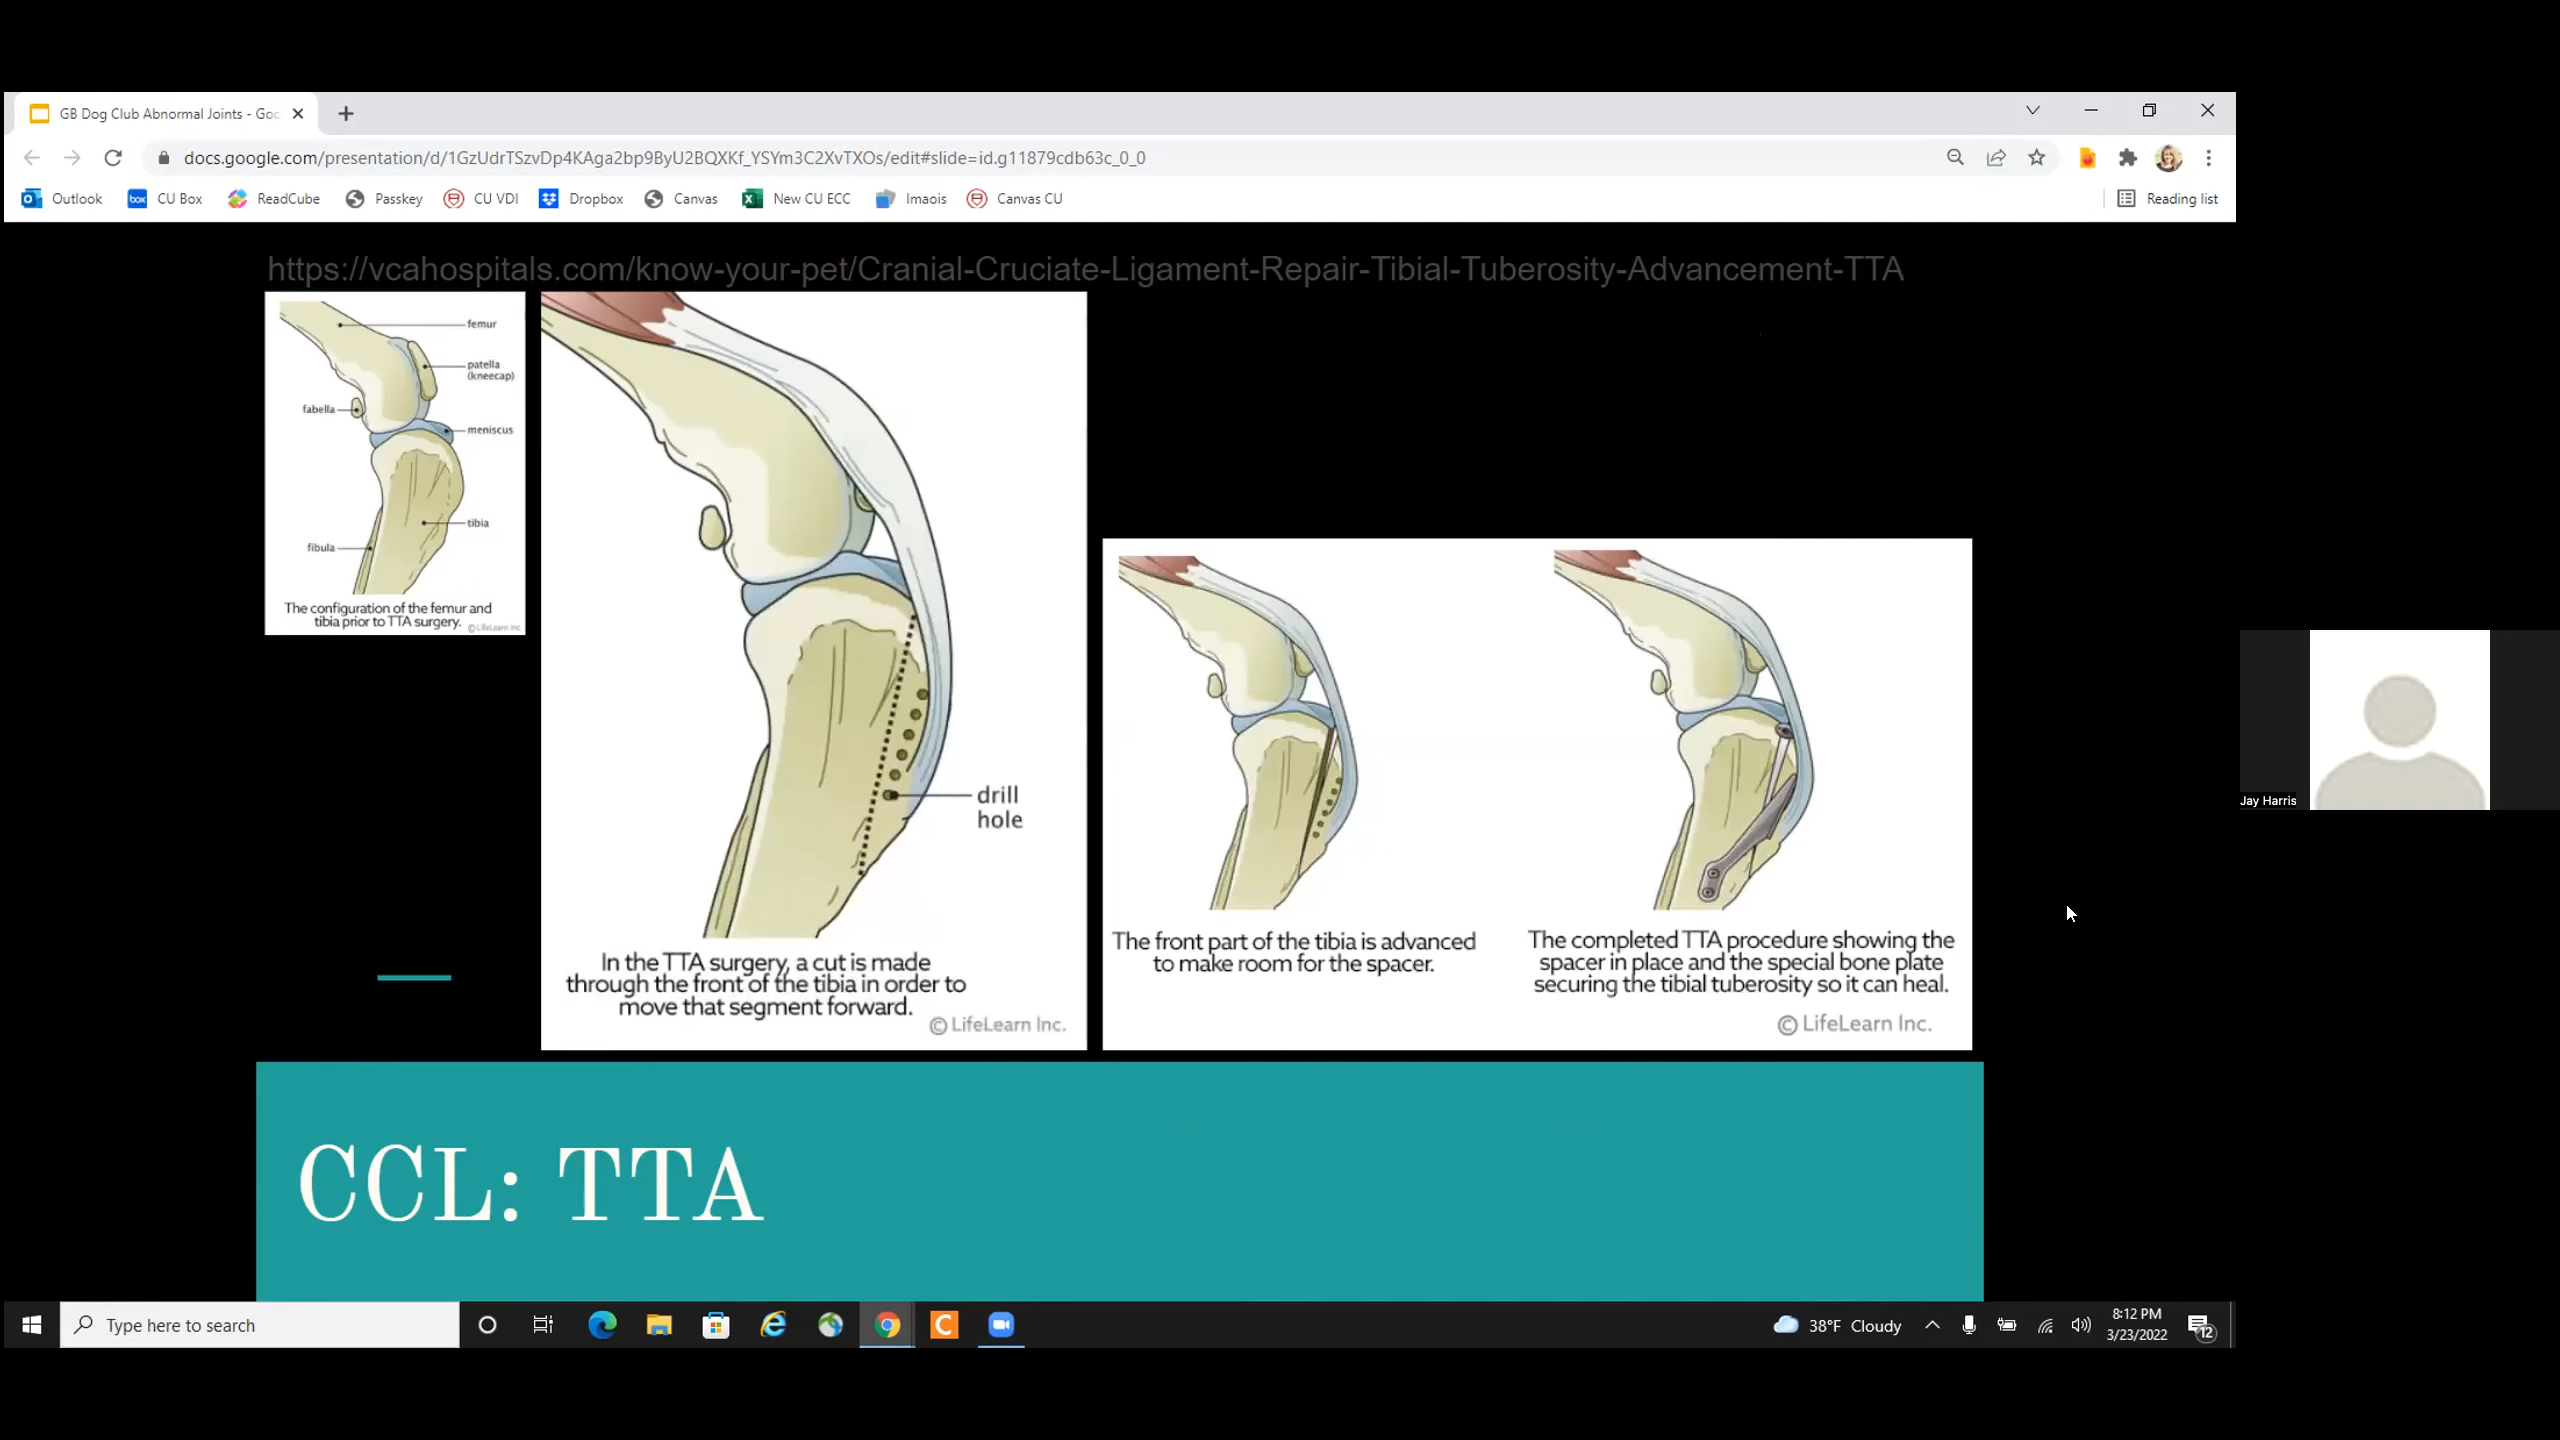 GB Dog Club Abnormal Joints - Goo
docs.google.com/presentation/d/1GzUdrTSzvDp4KAga2bp9ByU2BQXKf_YSYm3C2XvTXOs/edit#slide=id.g11879cdb63c_0_0
Outlook
box
CU Box
ReadCube
Passkey
CU VDI
Dropbox
Canvas
New CU ECC
Imaois
Canvas CU
Reading list
https://vcahospitals.com/know-your-pet/Cranial-Cruciate-Ligament-Repair-Tibial-Tuberosity-Advancement-TTA
femur
patella
(kneecap)
fabella
meniscus
tibia
fibula
The configuration of the femur and
tibia prior to TTA surgery.
© LifeLearn Inc.
drill
hole
In the TTA surgery, a cut is made
through the front of the tibia in order to
move that segment forward.
© LifeLearn Inc.
The front part of the tibia is advanced
to make room for the spacer.
The completed TTA procedure showing the
spacer in place and the special bone plate
securing the tibial tuberosity so it can heal.
© LifeLearn Inc.
Jay Harris
CCL: TTA
Type here to search
38°F Cloudy
8:12 PM
3/23/2022
12